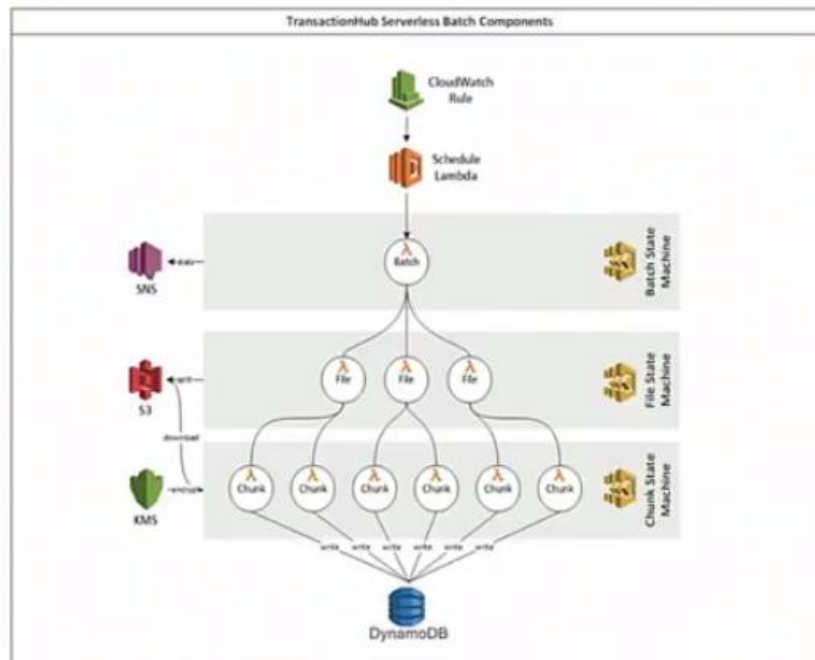 TransactionHub Serverless Batch Components
CloudWatch
Rule
Schedule
Lambda
Batch
SNS
Batch State
Machine
File
File
File
S3
File State
Machine
download
Chunk
Chunk
Chunk
Chunk
Chunk
Chunk
KMS
Chunk State
Machine
write
write
write
write
write
write
DynamoDB